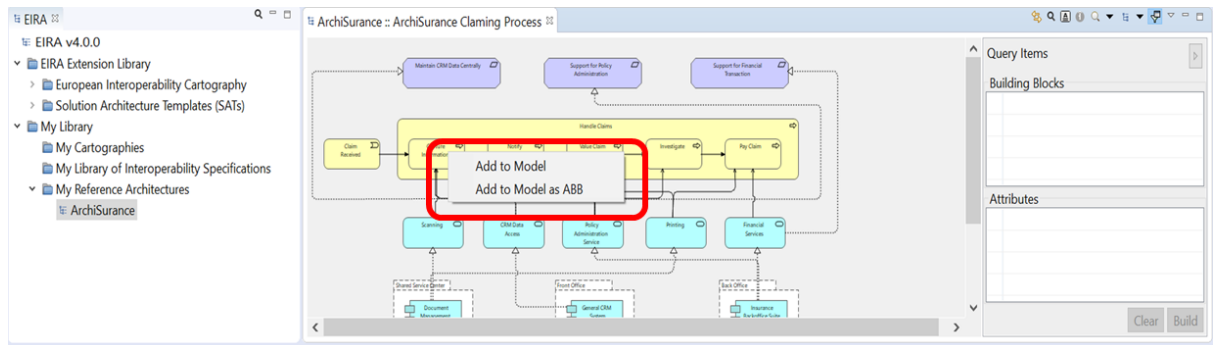 EIRA
EIRA v4.0.0
EIRA Extension Library
European Interoperability Cartography
Solution Architecture Templates (SATs)
My Library
My Cartographies
My Library of Interoperability Specifications
My Reference Architectures
ArchiSurance
ArchiSurance :: ArchiSurance Claming Process
Maintain CRM Data Centrally
Support for Policy
Administration
Support for Financial
Transaction
Handle Claims
Claim
Received
Notify
Value Claim
Investigate
Pay Claim
Add to Model
Add to Model as ABB
Scanning
CRM Data
Access
Policy
Administration
Service
Printing
Financial
Services
Shared Service Center
Document
Management
Front Office
General CRM
System
Back Office
Insurance
Backoffice Suite
Query Items
Building Blocks
Attributes
Clear
Build